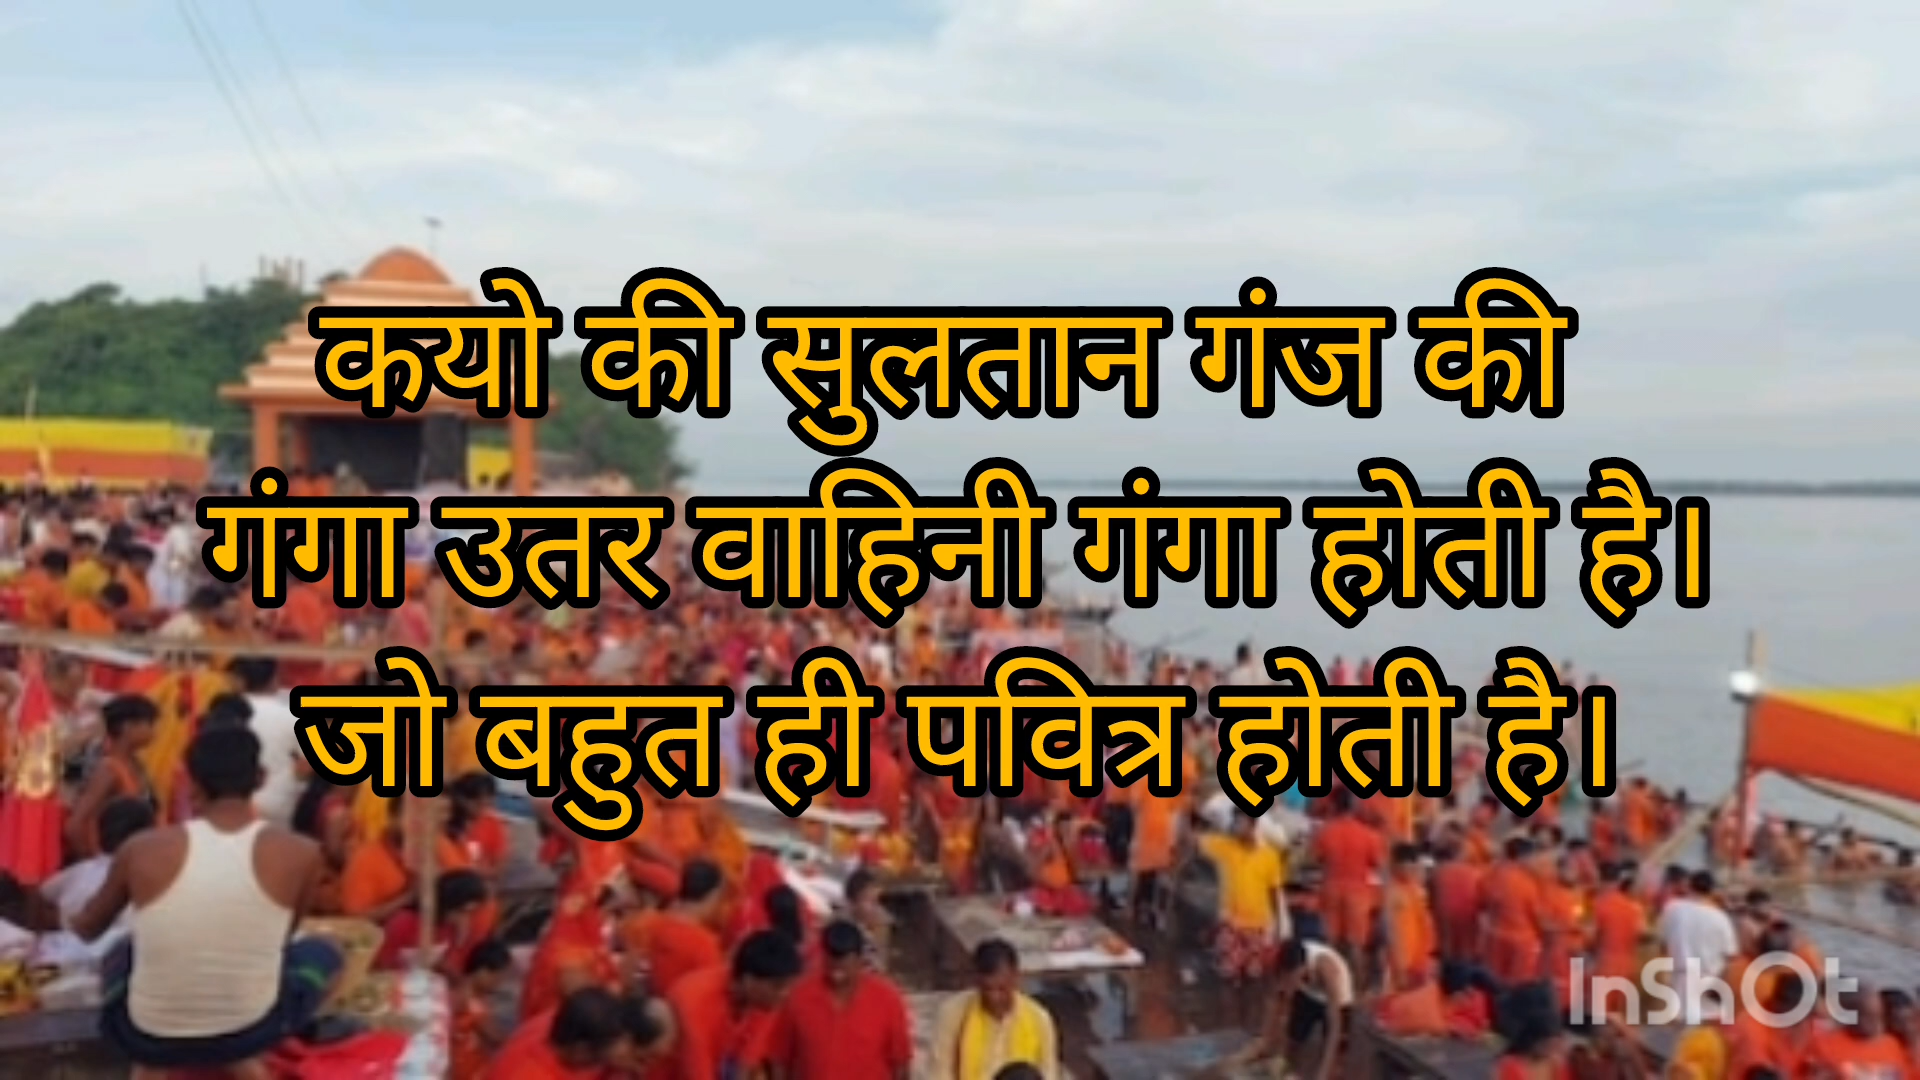 कयो की सुलतान गंज की
गंगा उतर वाहिनी गंगा होती है।
जो बहुत ही पवित्र होती है।
InShOt